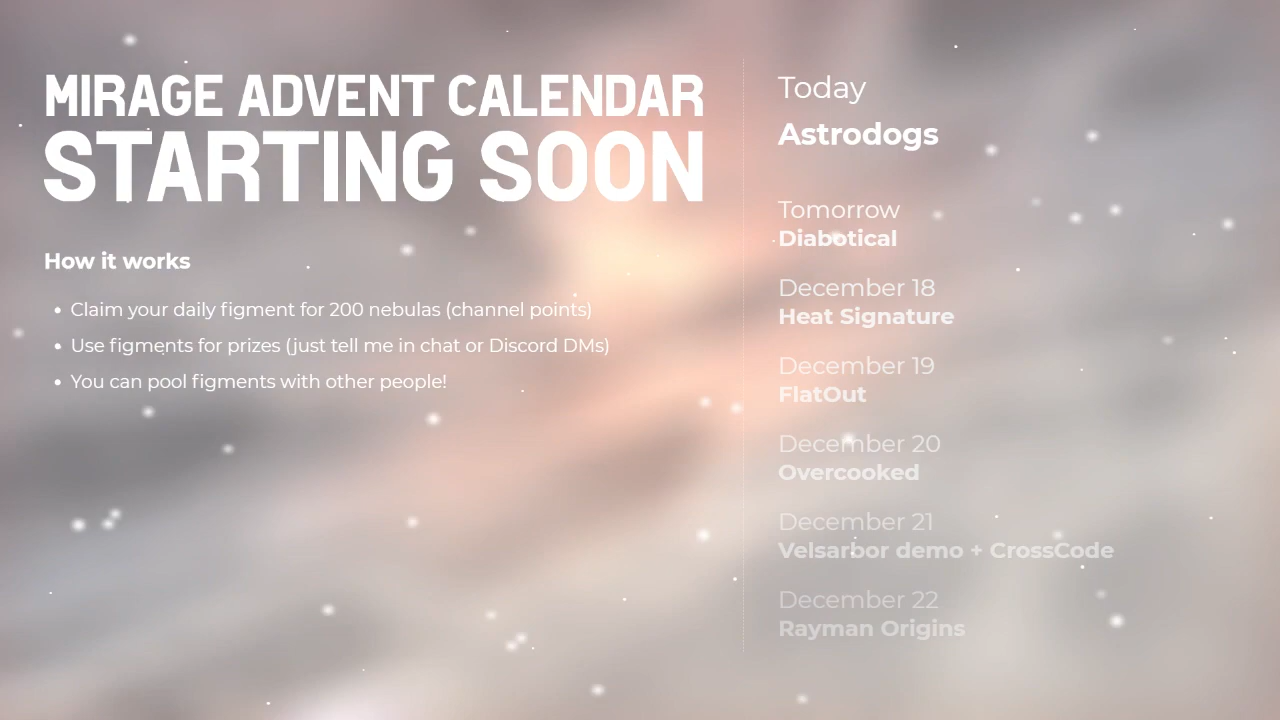 MIRAGE ADVENT CALENDAR
STARTING SOON
How it works
• Claim your daily figment for 200 nebulas (channel points)
• Use figments for prizes (just tell me in chat or Discord DMs)
• You can pool figments with other people!
Today
Astrodogs
Tomorrow
Diabotical
December 18
Heat Signature
December 19
FlatOut
December 20
Overcooked
December 21
Velsarbor demo + CrossCode
December 22
Rayman Origins